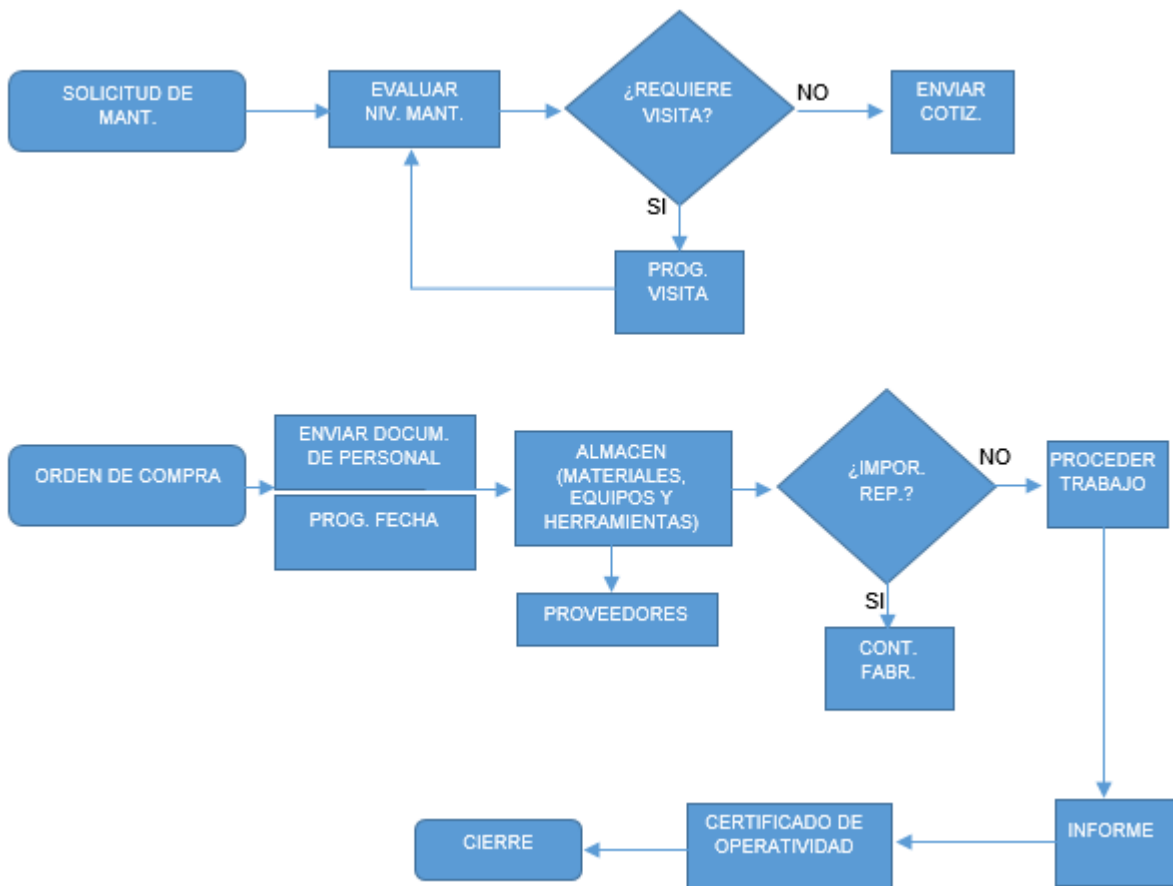 SOLICITUD DE
MANT.
EVALUAR
NIV. MANT.
¿REQUIERE
VISITA?
NO
ENVIAR
COTIZ.
SI
PROG.
VISITA
ORDEN DE COMPRA
ENVIAR DOCUM.
DE PERSONAL
PROG. FECHA
ALMACEN
(MATERIALES,
EQUIPOS Y
HERRAMIENTAS)
PROVEEDORES
¿IMPOR.
REP.?
NO
PROCEDER
TRABAJO
SI
CONT.
FABR.
INFORME
CERTIFICADO DE
OPERATIVIDAD
CIERRE